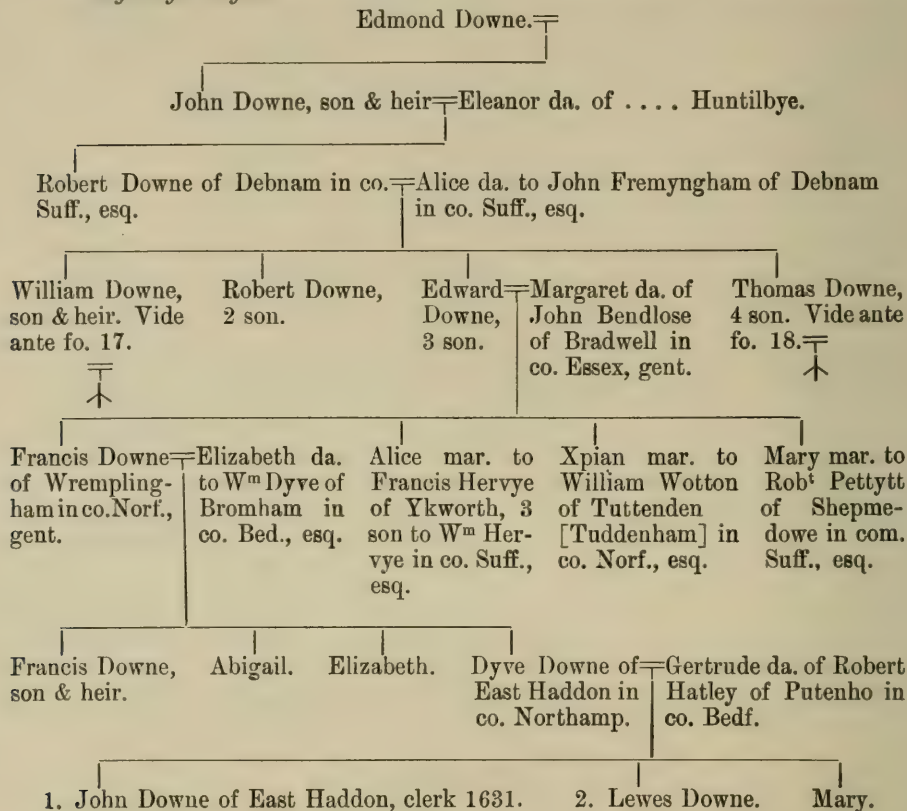 Edmond Downe.
John Downe, son & heir Eleanor da. of .... Huntilbye.
Robert Downe of Debnam in co. Suff., esq.
Alice da. to John Fremyngham of Debnam in co. Suff., esq.
William Downe,
son & heir. Vide
ante fo. 17.
Robert Downe,
2 son.
Edward
Downe,
3 son.
Margaret da. of
John Bendlose
of Bradwell in
co. Essex, gent.
Thomas Downe,
4 son. Vide ante
fo. 18.
Francis Downe
of Wrempling-
ham in co. Norf.,
gent.
Elizabeth da.
to Wm Dyve of
Bromham in
co. Bed., esq.
Alice mar. to
Francis Hervye
of Ykworth, 3
son to Wm Her-
vye in co. Suff.,
esq.
Xpian mar. to
William Wotton
of Tuttenden
[Tuddenham] in
co. Norf., esq.
Mary mar. to
Robt Pettytt
of Shepme-
dowe in com.
Suff., esq.
Francis Downe,
son & heir.
Abigail.
Elizabeth.
Dyve Downe of
East Haddon in
co. Northamp.
Gertrude da. of Robert
Hatley of Putenho in
co. Bedf.
1. John Downe of East Haddon, clerk 1631.
2. Lewes Downe.
Mary.